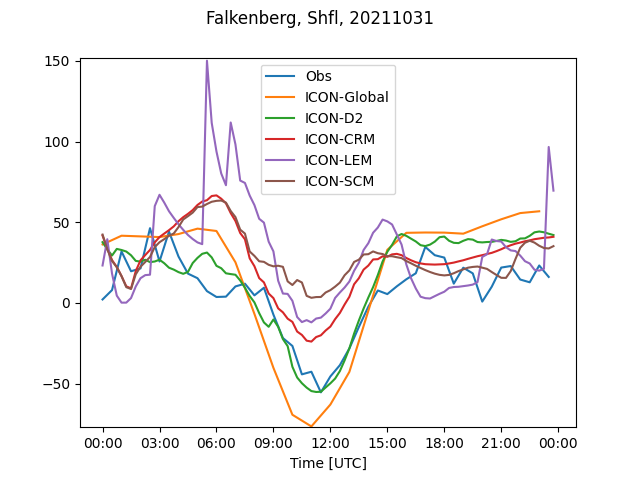 Falkenberg, Shfl, 20211031
150
100
50
0
−50
Obs
ICON-Global
ICON-D2
ICON-CRM
ICON-LEM
ICON-SCM
00:00 03:00 06:00 09:00 12:00 15:00 18:00 21:00 00:00
Time [UTC]